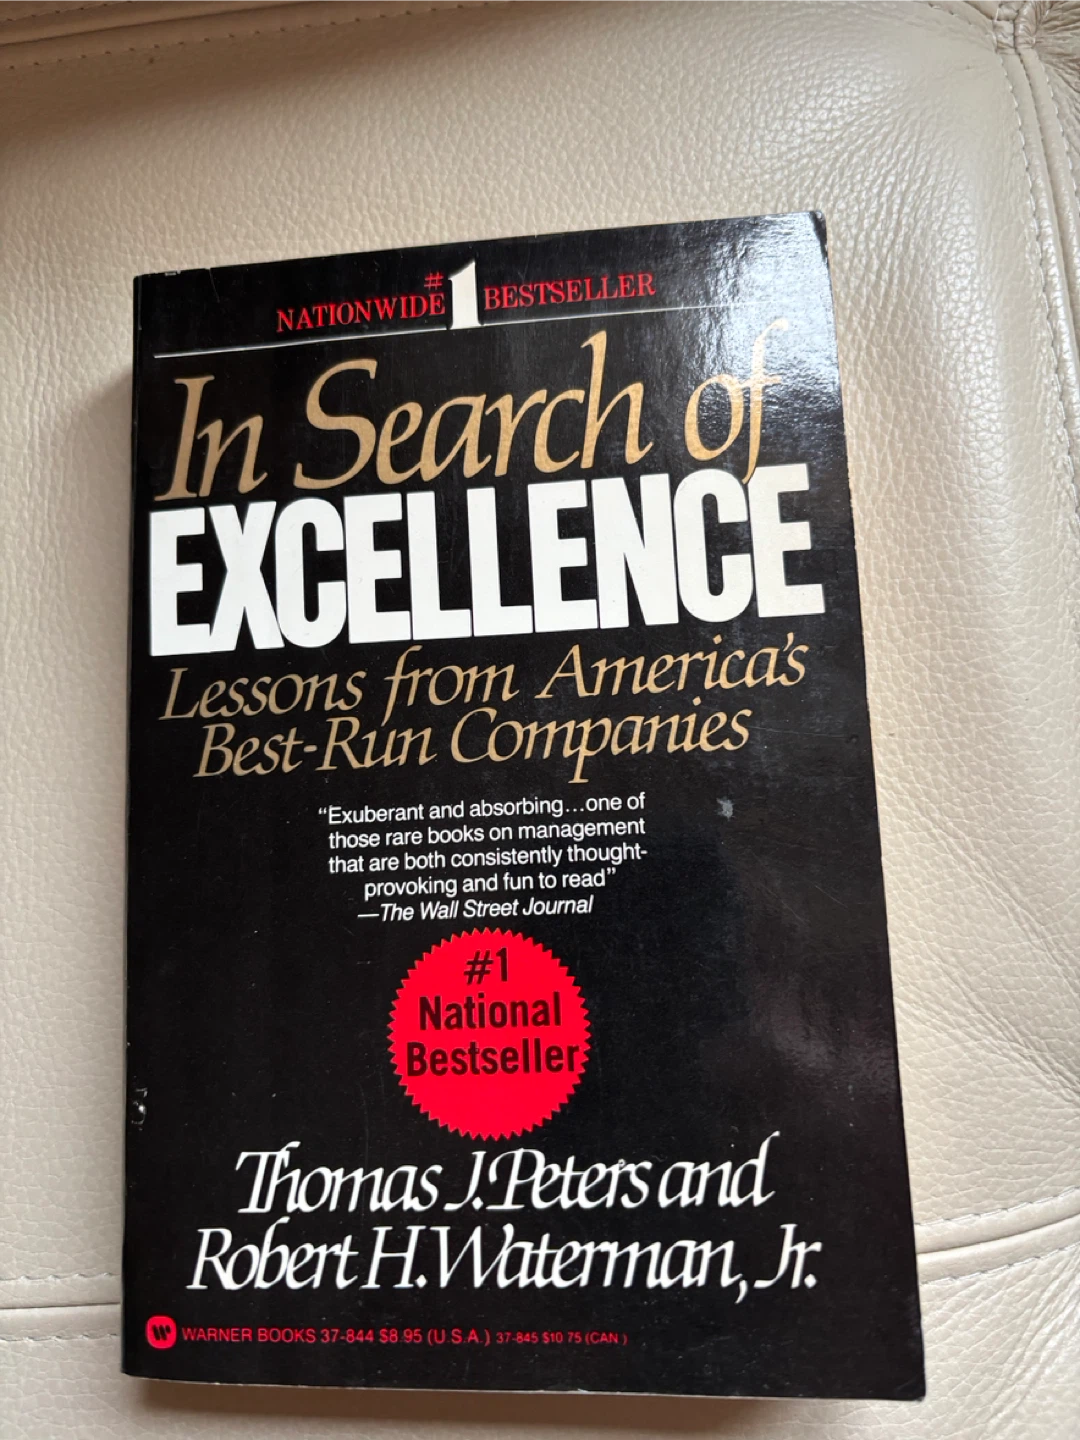 NATIONWIDE #1 BESTSELLER
In Search of
EXCELLENCE
Lessons from America's
Best-Run Companies
"Exuberant and absorbing...one of
those rare books on management
that are both consistently thought-
provoking and fun to read"
—The Wall Street Journal
#1
National
Bestseller
Thomas J. Peters and
Robert H. Waterman, Jr.
WARNER BOOKS 37-844 $8.95 (U.S.A.) 37-845 $10.75 (CAN)